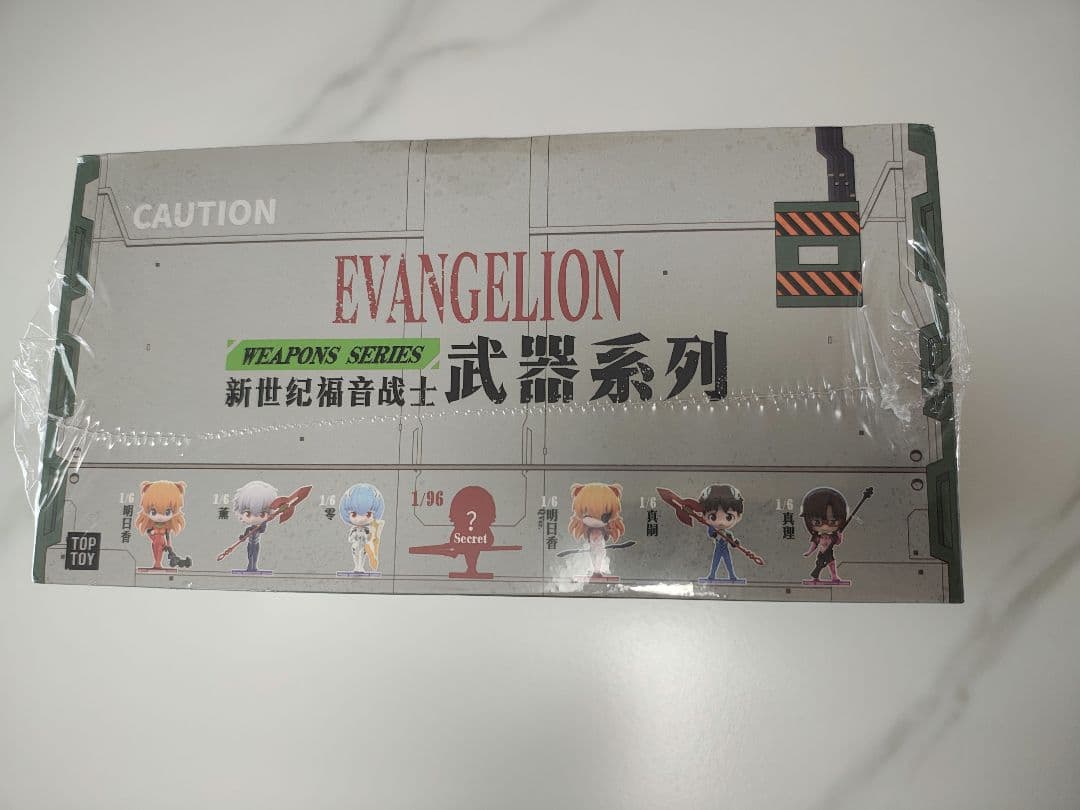 CAUTION
EVANGELION
WEAPONS SERIES
新世纪福音战士 武器系列
1/6 明日香
1/6 薰
1/6 零
1/96
?
Secret
1/6 明日香
1/6 真嗣
1/6 真理
TOP
TOY